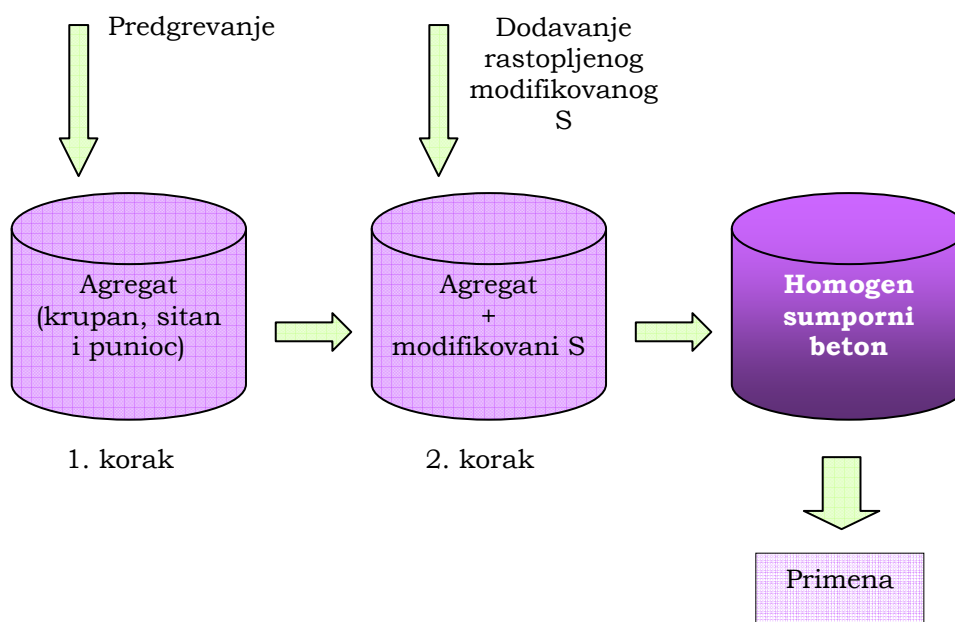 Predgrevanje
Dodavanje
rastopljenog
modifikovanog
S
Agregat
(krupan, sitan
i punioc)
Agregat
+
modifikovani S
Homogen
sumporni
beton
1. korak
2. korak
Primena